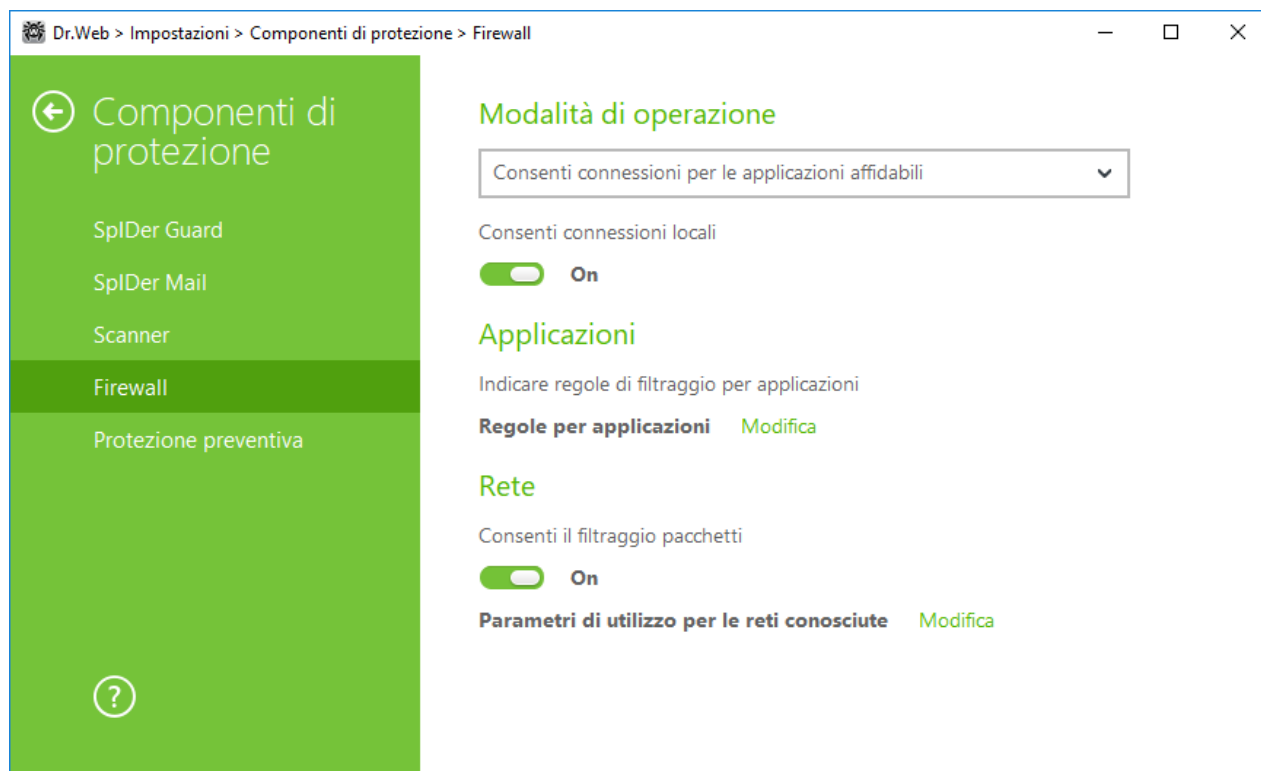 Dr.Web > Impostazioni > Componenti di protezione > Firewall
Componenti di
protezione
SpIDer Guard
SpIDer Mail
Scanner
Firewall
Protezione preventiva
?
Modalità di operazione
Consenti connessioni per le applicazioni affidabili
Consenti connessioni locali
On
Applicazioni
Indicare regole di filtraggio per applicazioni
Regole per applicazioni Modifica
Rete
Consenti il filtraggio pacchetti
On
Parametri di utilizzo per le reti conosciute Modifica